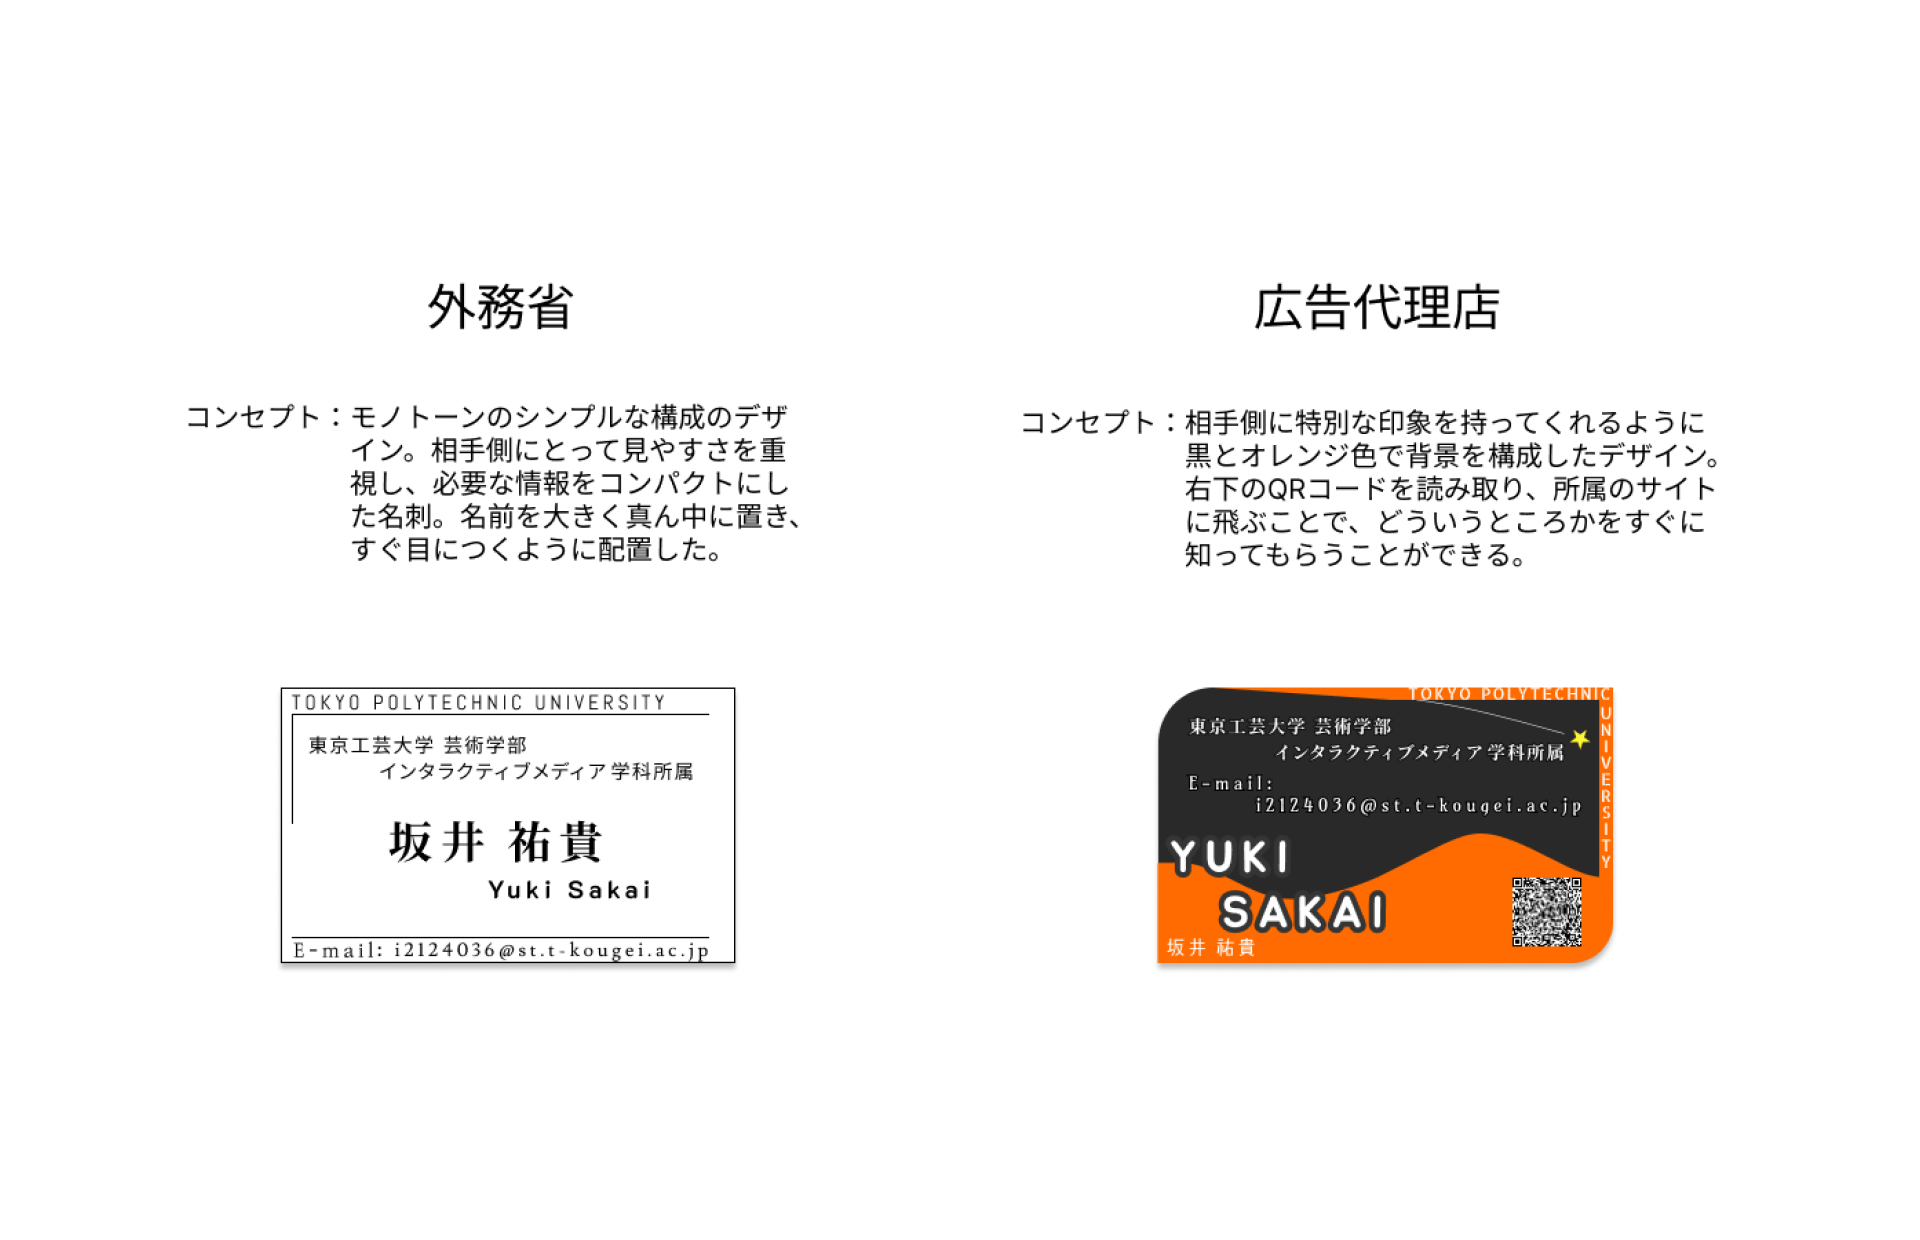 外務省
コンセプト：モノトーンのシンプルな構成のデザ
イン。相手側にとって見やすさを重
視し、必要な情報をコンパクトにし
た名刺。名前を大きく真ん中に置き、
すぐ目につくように配置した。
TOKYO POLYTECHNIC UNIVERSITY
東京工芸大学 芸術学部
インタラクティブメディア学科所属
坂井 祐貴
Yuki Sakai
E-mail: i2124036@st.t-kougei.ac.jp
広告代理店
コンセプト：相手側に特別な印象を持ってくれるように
黒とオレンジ色で背景を構成したデザイン。
右下のQRコードを読み取り、所属のサイト
に飛ぶことで、どういうところかをすぐに
知ってもらうことができる。
TOKYO POLYTECHNIC
UNIVERSITY
東京工芸大学 芸術学部
インタラクティブメディア学科所属
E-mail:
i2124036@st.t-kougei.ac.jp
YUKI
SAKAI
坂井 祐貴